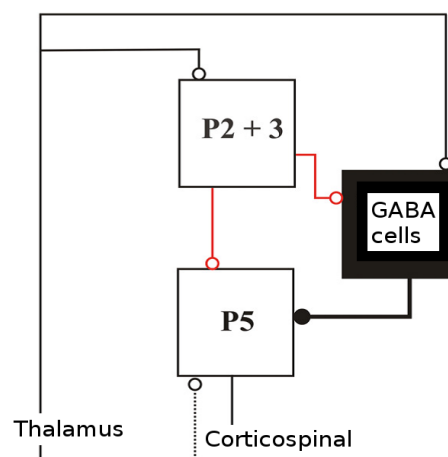 P2 + 3
GABA
cells
P5
Thalamus
Corticospinal